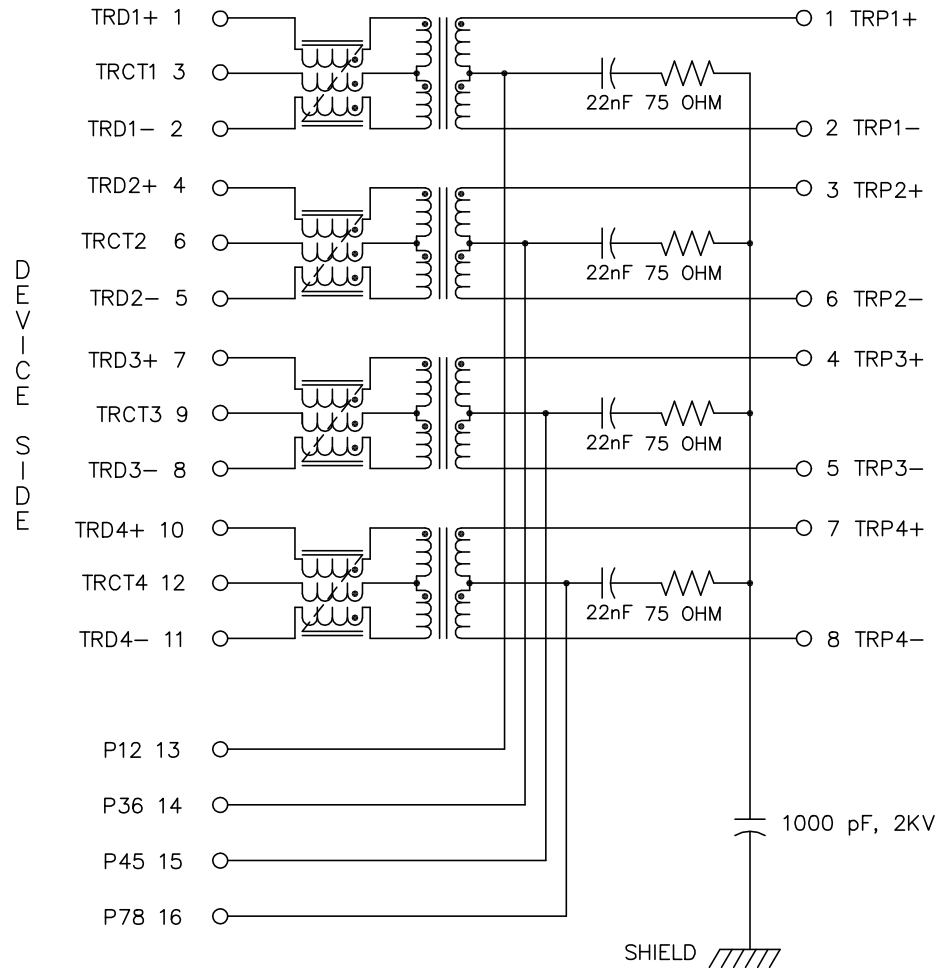 TRD1+ 1
1 TRP1+
TRCT1 3
22nF 75 OHM
TRD1- 2
2 TRP1-
TRD2+ 4
3 TRP2+
TRCT2 6
22nF 75 OHM
TRD2- 5
6 TRP2-
DEVICE SIDE
TRD3+ 7
4 TRP3+
TRCT3 9
22nF 75 OHM
TRD3- 8
5 TRP3-
TRD4+ 10
7 TRP4+
TRCT4 12
22nF 75 OHM
TRD4- 11
8 TRP4-
P12 13
P36 14
1000 pF, 2KV
P45 15
P78 16
SHIELD